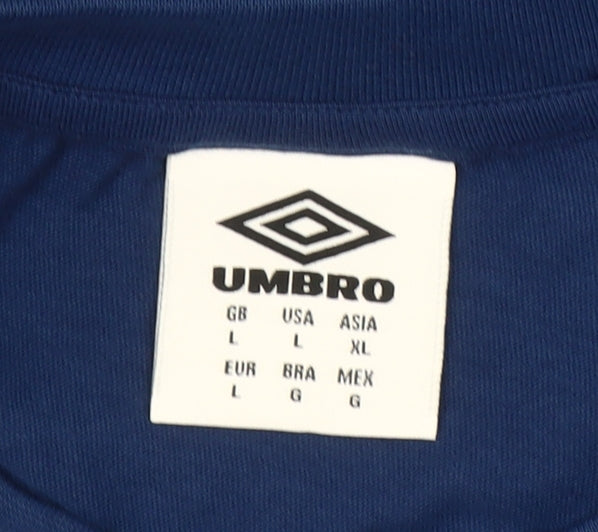 UMBRO
GB USA ASIA
L L XL
EUR BRA MEX
L G G